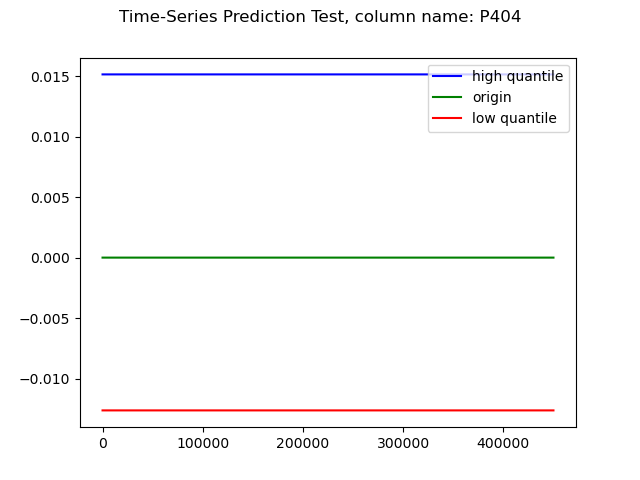 Time-Series Prediction Test, column name: P404
0.015
0.010
0.005
0.000
−0.005
−0.010
high quantile
origin
low quantile
0 100000 200000 300000 400000